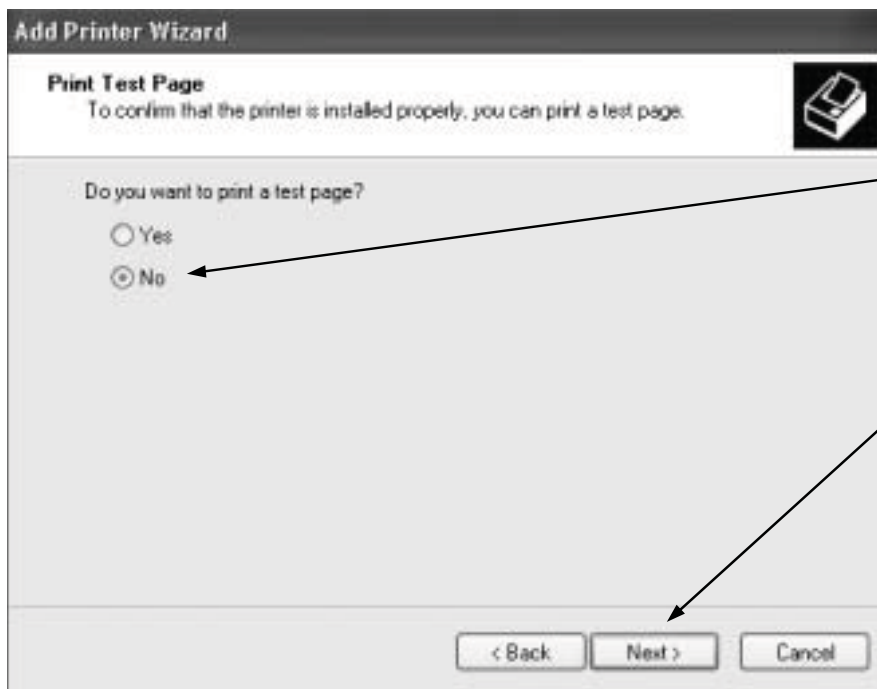 Add Printer Wizard
Print Test Page
To confirm that the printer is installed properly, you can print a test page.
Do you want to print a test page?
Yes
No
< Back Next > Cancel